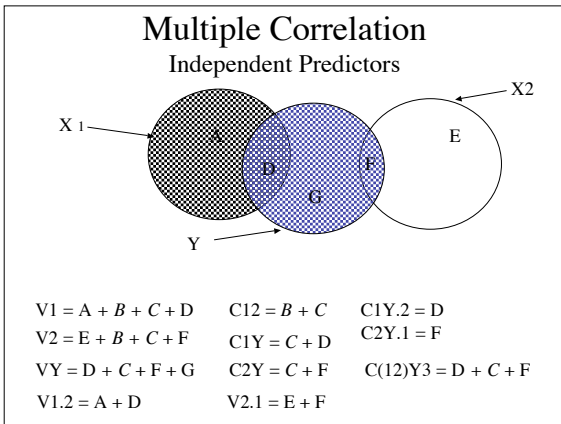 Multiple Correlation
Independent Predictors
X2
X 1
A
E
D
F
G
Y
V1 = A + B + C + D
C12 = B + C
C1Y.2 = D
V2 = E + B + C + F
C1Y = C + D
C2Y.1 = F
VY = D + C + F + G
C2Y = C + F
C(12)Y3 = D + C + F
V1.2 = A + D
V2.1 = E + F